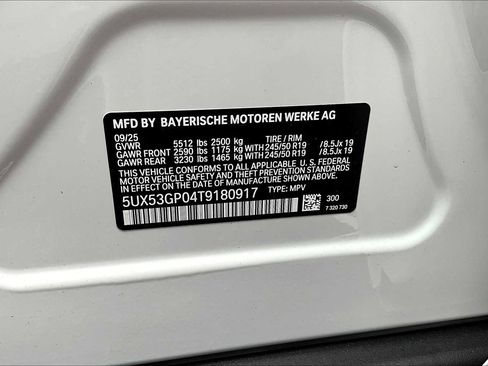 MFD BY BAYERISCHE MOTOREN WERKE AG
09/25
GVWR 5512 lbs 2500 kg TIRE / RIM
GAWR FRONT 2590 lbs 1175 kg 245/50 R19 /8.5Jx 19
GAWR REAR 3230 lbs 1465 kg 245/50 R19 /8.5Jx 19
THIS VEHICLE CONFORMS TO ALL APPLICABLE U. S. FEDERAL
MOTOR VEHICLE SAFETY AND THEFT PREVENTION STANDARDS
IN EFFECT ON THE DATE OF MANUFACTURE SHOWN ABOVE.
5UX53GP04T9180917 TYPE: MPV
300
7 320 730